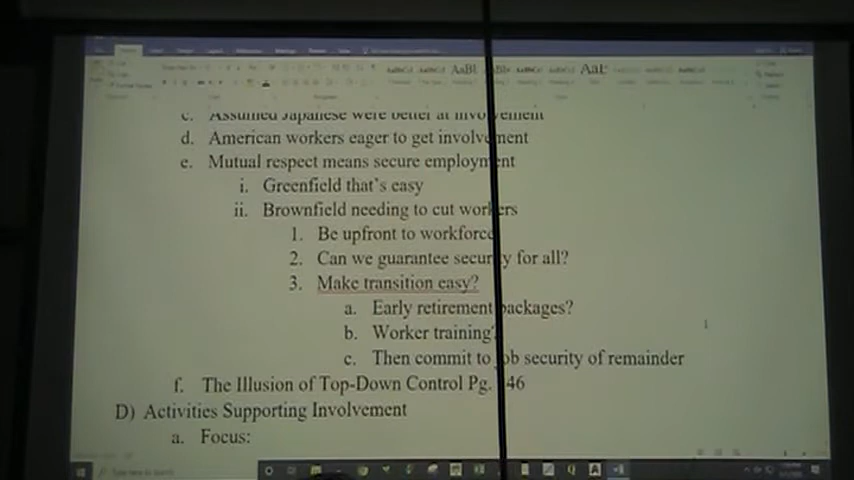 c. Assumed Japanese were better at involvement
d. American workers eager to get involvement
e. Mutual respect means secure employment
i. Greenfield that's easy
ii. Brownfield needing to cut workers
1. Be upfront to workforce
2. Can we guarantee security for all?
3. Make transition easy?
a. Early retirement packages?
b. Worker training?
c. Then commit to job security of remainder
f. The Illusion of Top-Down Control Pg. 46
D) Activities Supporting Involvement
a. Focus: